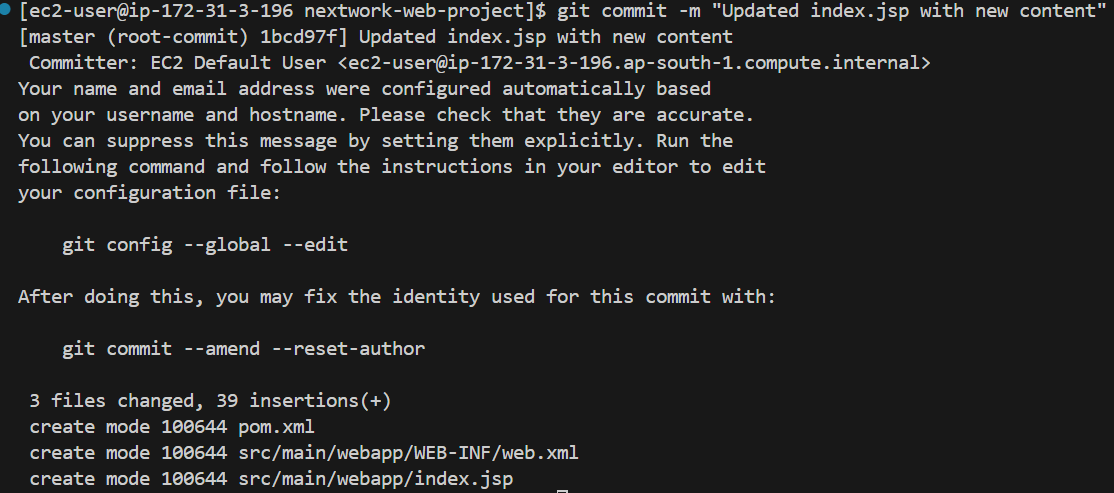 [ec2-user@ip-172-31-3-196 nextwork-web-project]$ git commit -m "Updated index.jsp with new content"
[master (root-commit) 1bcd97f] Updated index.jsp with new content
 Committer: EC2 Default User <ec2-user@ip-172-31-3-196.ap-south-1.compute.internal>
Your name and email address were configured automatically based
on your username and hostname. Please check that they are accurate.
You can suppress this message by setting them explicitly. Run the
following command and follow the instructions in your editor to edit
your configuration file:

    git config --global --edit

After doing this, you may fix the identity used for this commit with:

    git commit --amend --reset-author

 3 files changed, 39 insertions(+)
 create mode 100644 pom.xml
 create mode 100644 src/main/webapp/WEB-INF/web.xml
 create mode 100644 src/main/webapp/index.jsp